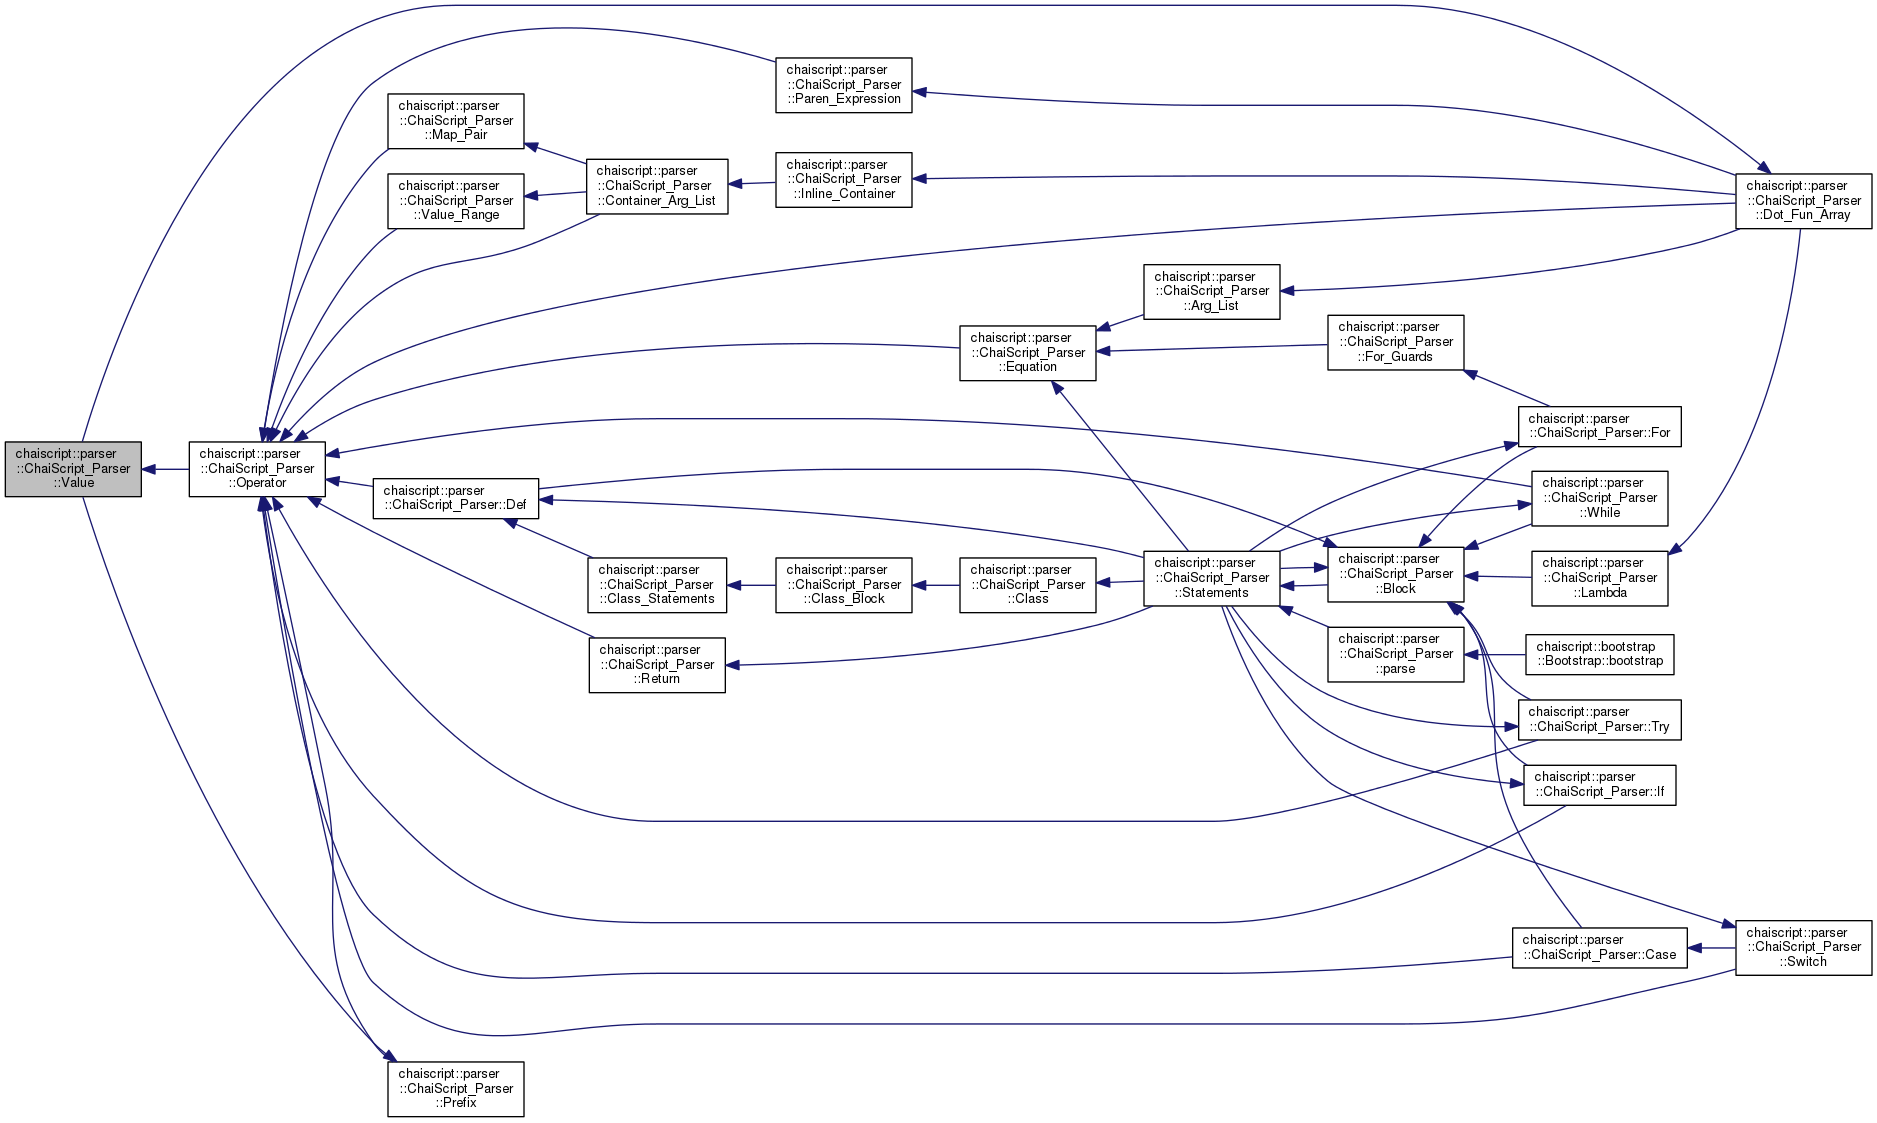 chaiscript::parser
::ChaiScript_Parser
::Value
chaiscript::parser
::ChaiScript_Parser
::Operator
chaiscript::parser
::ChaiScript_Parser
::Map_Pair
chaiscript::parser
::ChaiScript_Parser
::Value_Range
chaiscript::parser
::ChaiScript_Parser::Def
chaiscript::parser
::ChaiScript_Parser
::Prefix
chaiscript::parser
::ChaiScript_Parser
::Container_Arg_List
chaiscript::parser
::ChaiScript_Parser
::Class_Statements
chaiscript::parser
::ChaiScript_Parser
::Return
chaiscript::parser
::ChaiScript_Parser
::Paren_Expression
chaiscript::parser
::ChaiScript_Parser
::Inline_Container
chaiscript::parser
::ChaiScript_Parser
::Class_Block
chaiscript::parser
::ChaiScript_Parser
::Equation
chaiscript::parser
::ChaiScript_Parser
::Class
chaiscript::parser
::ChaiScript_Parser
::Arg_List
chaiscript::parser
::ChaiScript_Parser
::Statements
chaiscript::parser
::ChaiScript_Parser
::For_Guards
chaiscript::parser
::ChaiScript_Parser
::Block
chaiscript::parser
::ChaiScript_Parser
::parse
chaiscript::parser
::ChaiScript_Parser::For
chaiscript::parser
::ChaiScript_Parser
::While
chaiscript::parser
::ChaiScript_Parser
::Lambda
chaiscript::bootstrap
::Bootstrap::bootstrap
chaiscript::parser
::ChaiScript_Parser::Try
chaiscript::parser
::ChaiScript_Parser::If
chaiscript::parser
::ChaiScript_Parser::Case
chaiscript::parser
::ChaiScript_Parser
::Dot_Fun_Array
chaiscript::parser
::ChaiScript_Parser
::Switch